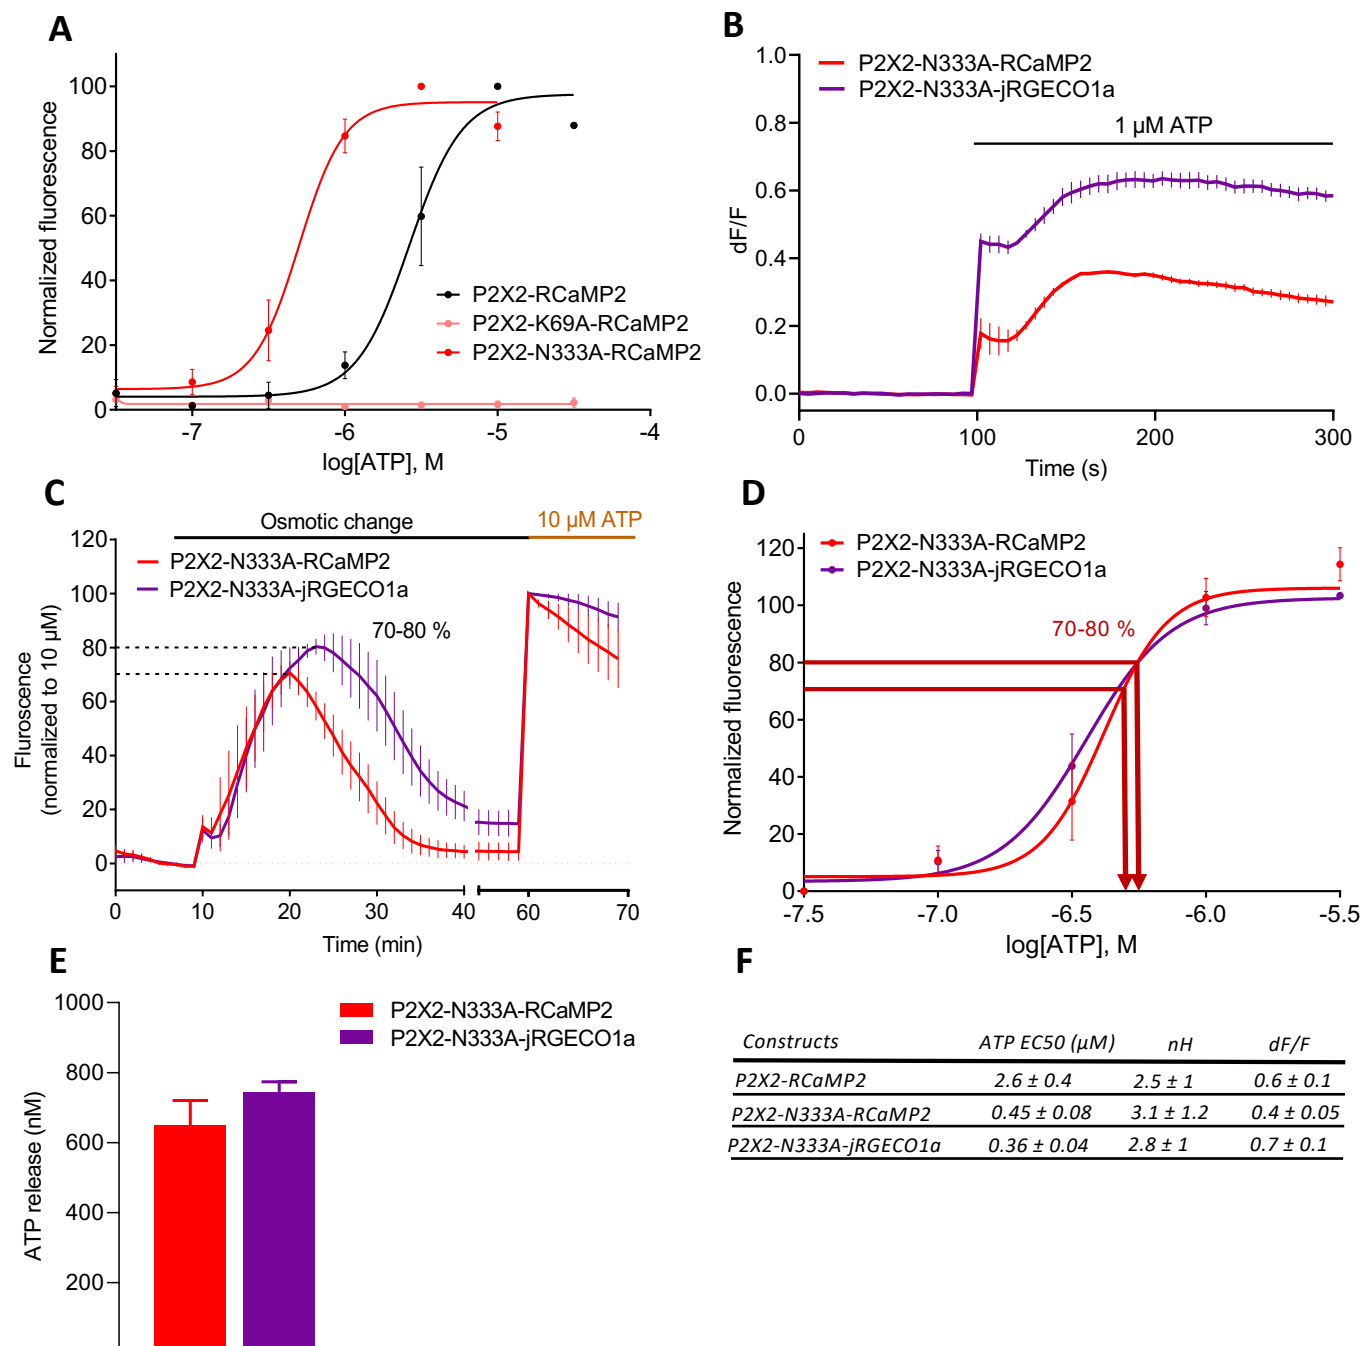 A
Normalized fluorescence
100
80
60
40
20
0
-7
-6
-5
-4
log[ATP], M
P2X2-RCaMP2
P2X2-K69A-RCaMP2
P2X2-N333A-RCaMP2
B
dF/F
1.0
0.8
0.6
0.4
0.2
0.0
P2X2-N333A-RCaMP2
P2X2-N333A-jRGECO1a
1 µM ATP
0
100
200
300
Time (s)
C
Osmotic change
10 µM ATP
P2X2-N333A-RCaMP2
P2X2-N333A-jRGECO1a
70-80 %
Fluroscence
(normalized to 10 µM)
120
100
80
60
40
20
0
0
10
20
30
40
60
70
Time (min)
D
P2X2-N333A-RCaMP2
P2X2-N333A-jRGECO1a
70-80 %
Normalized fluorescence
120
100
80
60
40
20
0
-7.5
-7.0
-6.5
-6.0
-5.5
log[ATP], M
E
P2X2-N333A-RCaMP2
P2X2-N333A-jRGECO1a
ATP release (nM)
1000
800
600
400
200
F
Constructs ATP EC50 (µM) nH dF/F
P2X2-RCaMP2 2.6 ± 0.4 2.5 ± 1 0.6 ± 0.1
P2X2-N333A-RCaMP2 0.45 ± 0.08 3.1 ± 1.2 0.4 ± 0.05
P2X2-N333A-jRGECO1a 0.36 ± 0.04 2.8 ± 1 0.7 ± 0.1